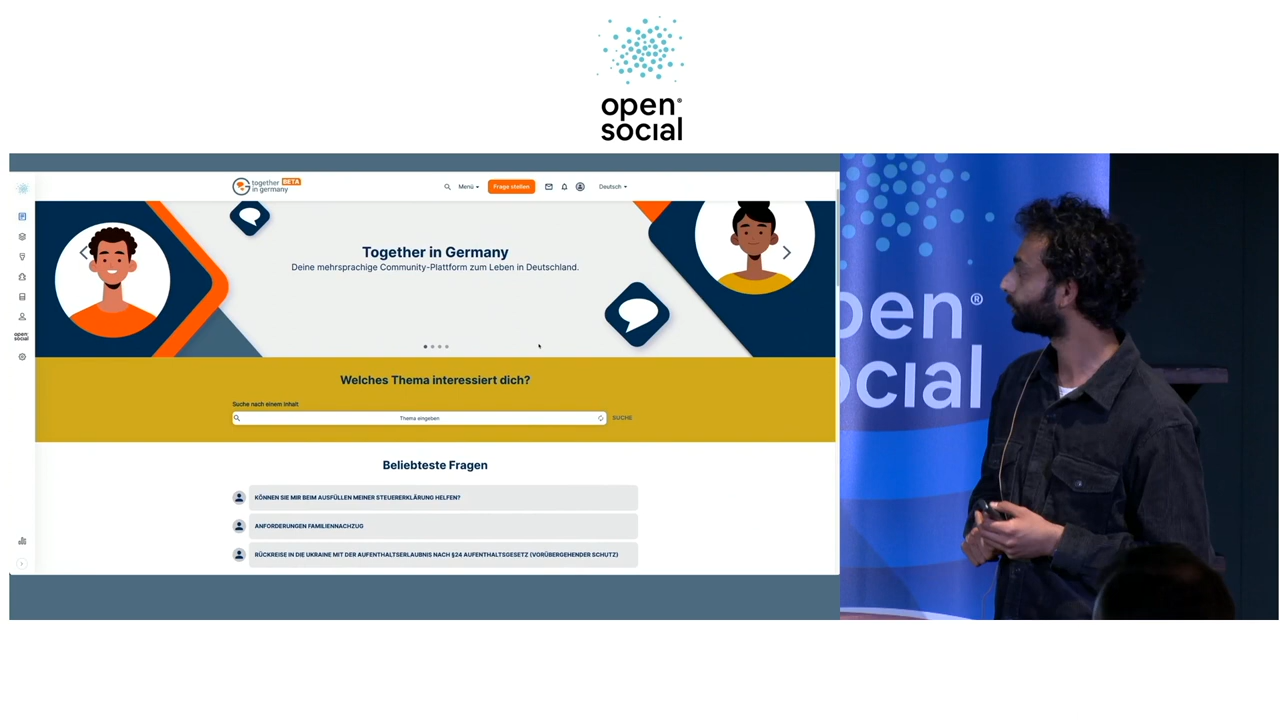 open®
social
together BETA
in germany
Menü
Frage stellen
Deutsch
Together in Germany
Deine mehrsprachige Community-Plattform zum Leben in Deutschland.
open
social
Welches Thema interessiert dich?
Suche nach einem Inhalt
Thema eingeben
SUCHE
Beliebteste Fragen
KÖNNEN SIE MIR BEIM AUSFÜLLEN MEINER STEUERERKLÄRUNG HELFEN?
ANFORDERUNGEN FAMILIENNACHZUG
RÜCKREISE IN DIE UKRAINE MIT DER AUFENTHALTSERLAUBNIS NACH §24 AUFENTHALTSGESETZ (VORÜBERGEHENDER SCHUTZ)
open®
social